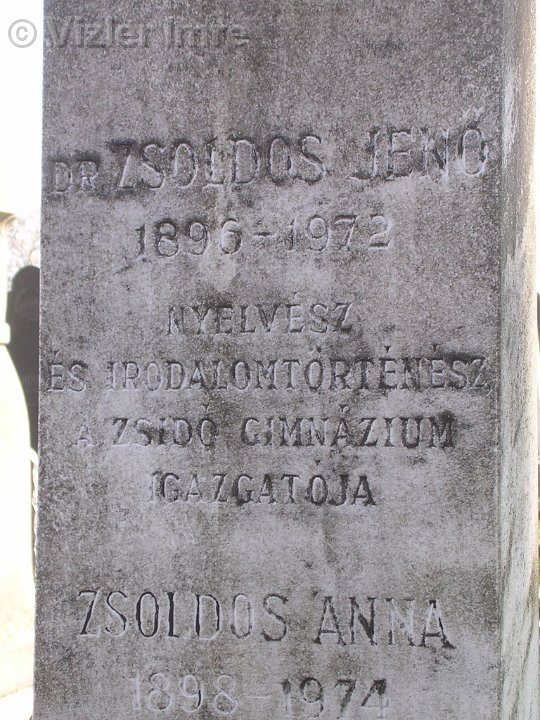 © Vizler Imre
DR ZSOLDOS JENŐ
1896-1972
NYELVÉSZ
ÉS IRODALOMTÖRTÉNÉSZ
A ZSIDÓ GIMNÁZIUM
IGAZGATÓJA
ZSOLDOS ANNA
1898-1974